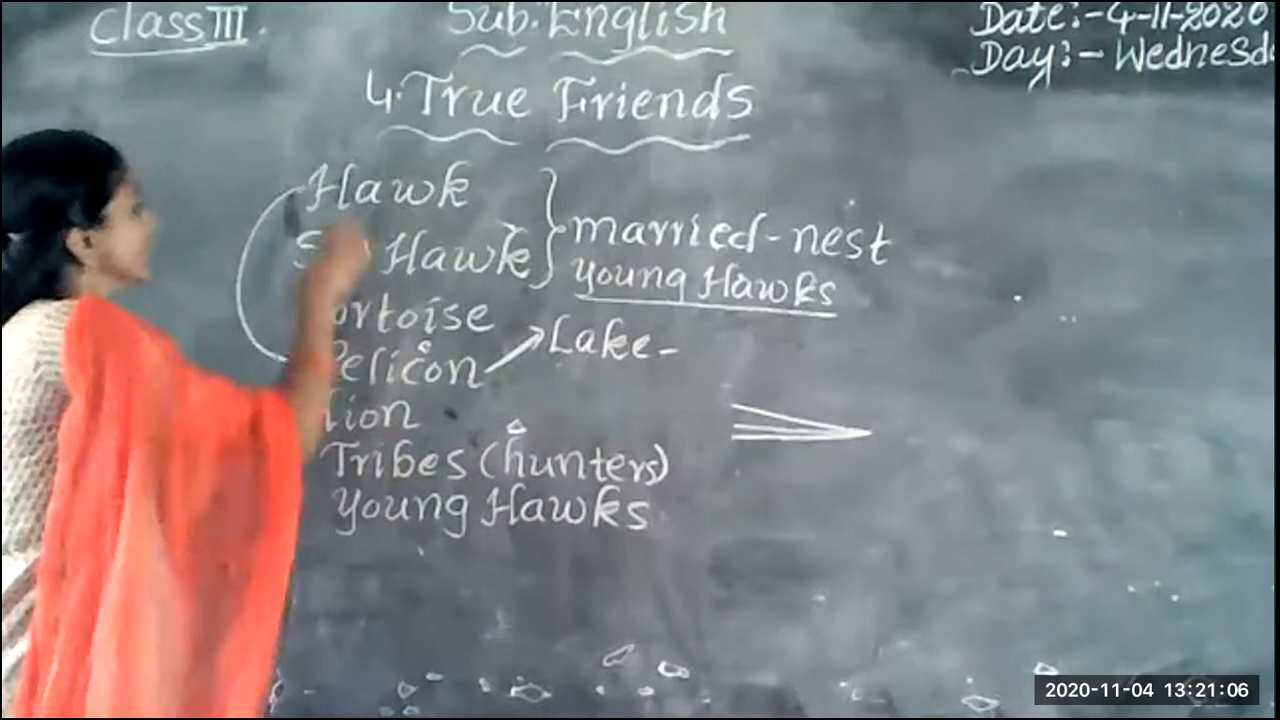 Class III.
Sub:English
Date:-4-11-2020
Day:- Wednesd
4. True Friends
Hawk
Hawk
married-nest
young Hawks
ortoise
Pelicon
Lake-
Lion
Tribes (hunters)
Young Hawks
2020-11-04 13:21:06